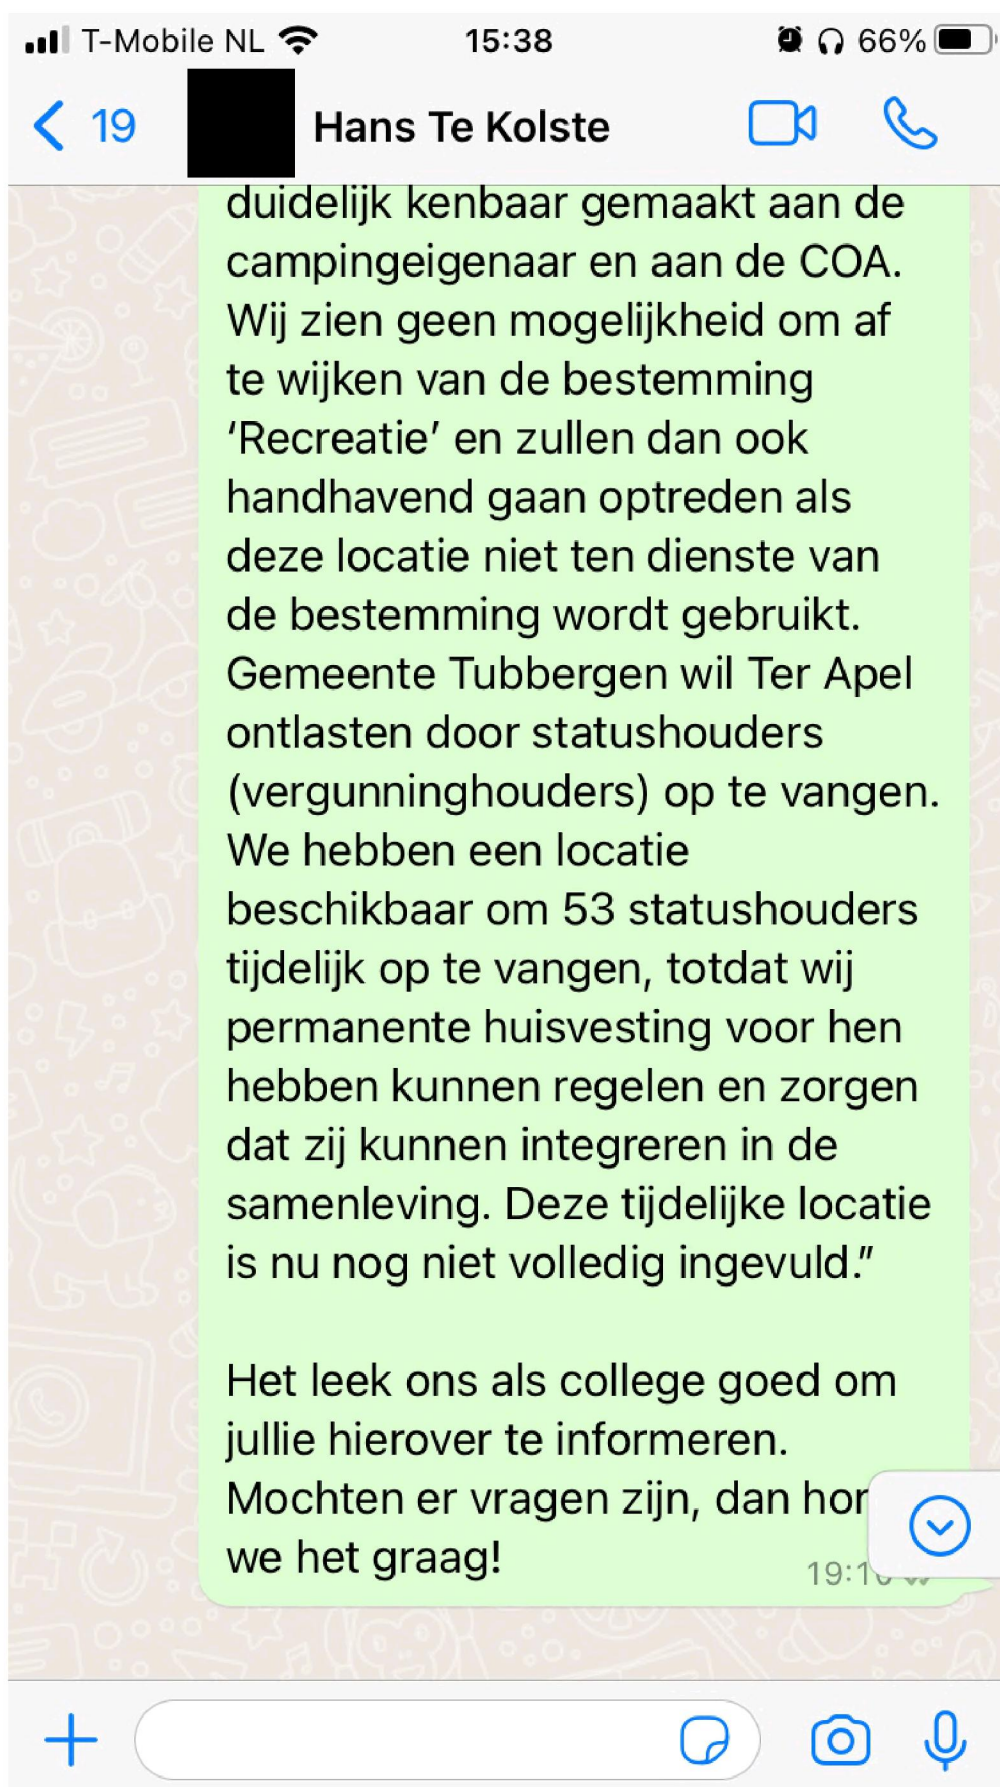 T-Mobile NL 15:38 66%
19 Hans Te Kolste
duidelijk kenbaar gemaakt aan de
campingeigenaar en aan de COA.
Wij zien geen mogelijkheid om af
te wijken van de bestemming
‘Recreatie’ en zullen dan ook
handhavend gaan optreden als
deze locatie niet ten dienste van
de bestemming wordt gebruikt.
Gemeente Tubbergen wil Ter Apel
ontlasten door statushouders
(vergunninghouders) op te vangen.
We hebben een locatie
beschikbaar om 53 statushouders
tijdelijk op te vangen, totdat wij
permanente huisvesting voor hen
hebben kunnen regelen en zorgen
dat zij kunnen integreren in de
samenleving. Deze tijdelijke locatie
is nu nog niet volledig ingevuld.”
Het leek ons als college goed om
jullie hierover te informeren.
Mochten er vragen zijn, dan hor
we het graag!